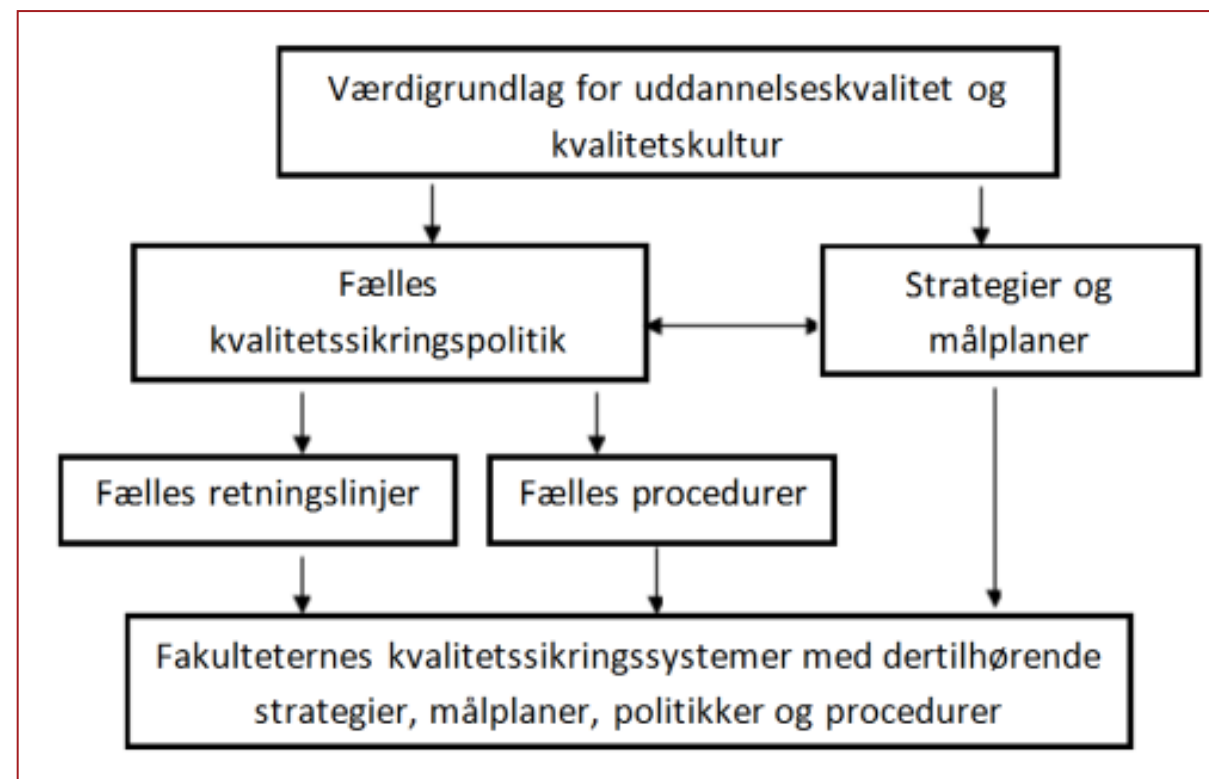 Værdigrundlag for uddannelseskvalitet og
kvalitetskultur
Fælles
kvalitetssikringspolitik
Strategier og
målplaner
Fælles retningslinjer
Fælles procedurer
Fakulteternes kvalitetssikringssystemer med dertilhørende
strategier, målplaner, politikker og procedurer